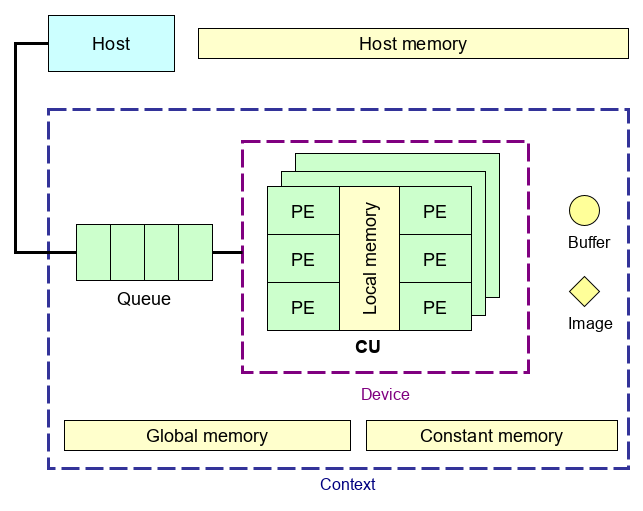 Host
Host memory
PE
PE
PE
PE
PE
PE
Local memory
CU
Queue
Buffer
Image
Device
Global memory
Constant memory
Context